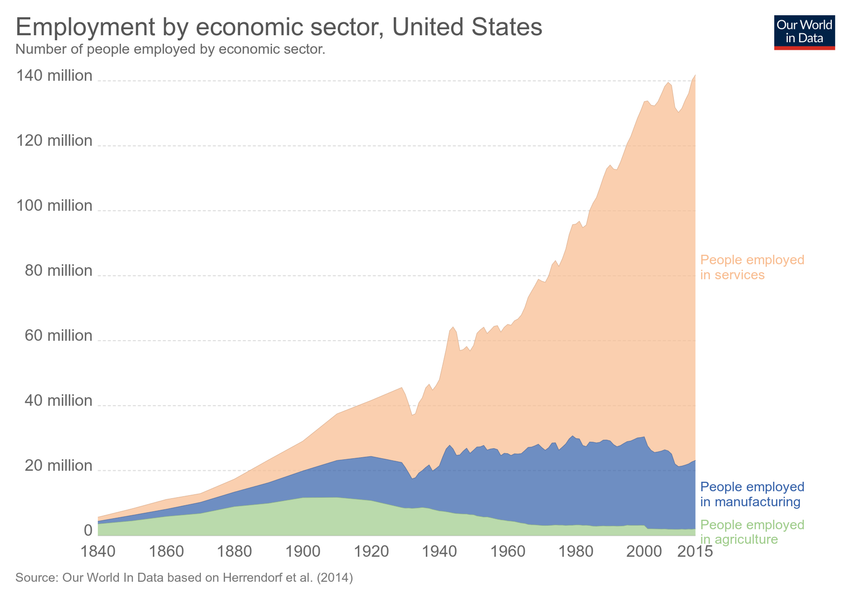 Employment by economic sector, United States
Number of people employed by economic sector.
Our World
in Data
140 million
120 million
100 million
80 million
60 million
40 million
20 million
0
People employed
in services
People employed
in manufacturing
People employed
in agriculture
1840 1860 1880 1900 1920 1940 1960 1980 2000 2015
Source: Our World In Data based on Herrendorf et al. (2014)